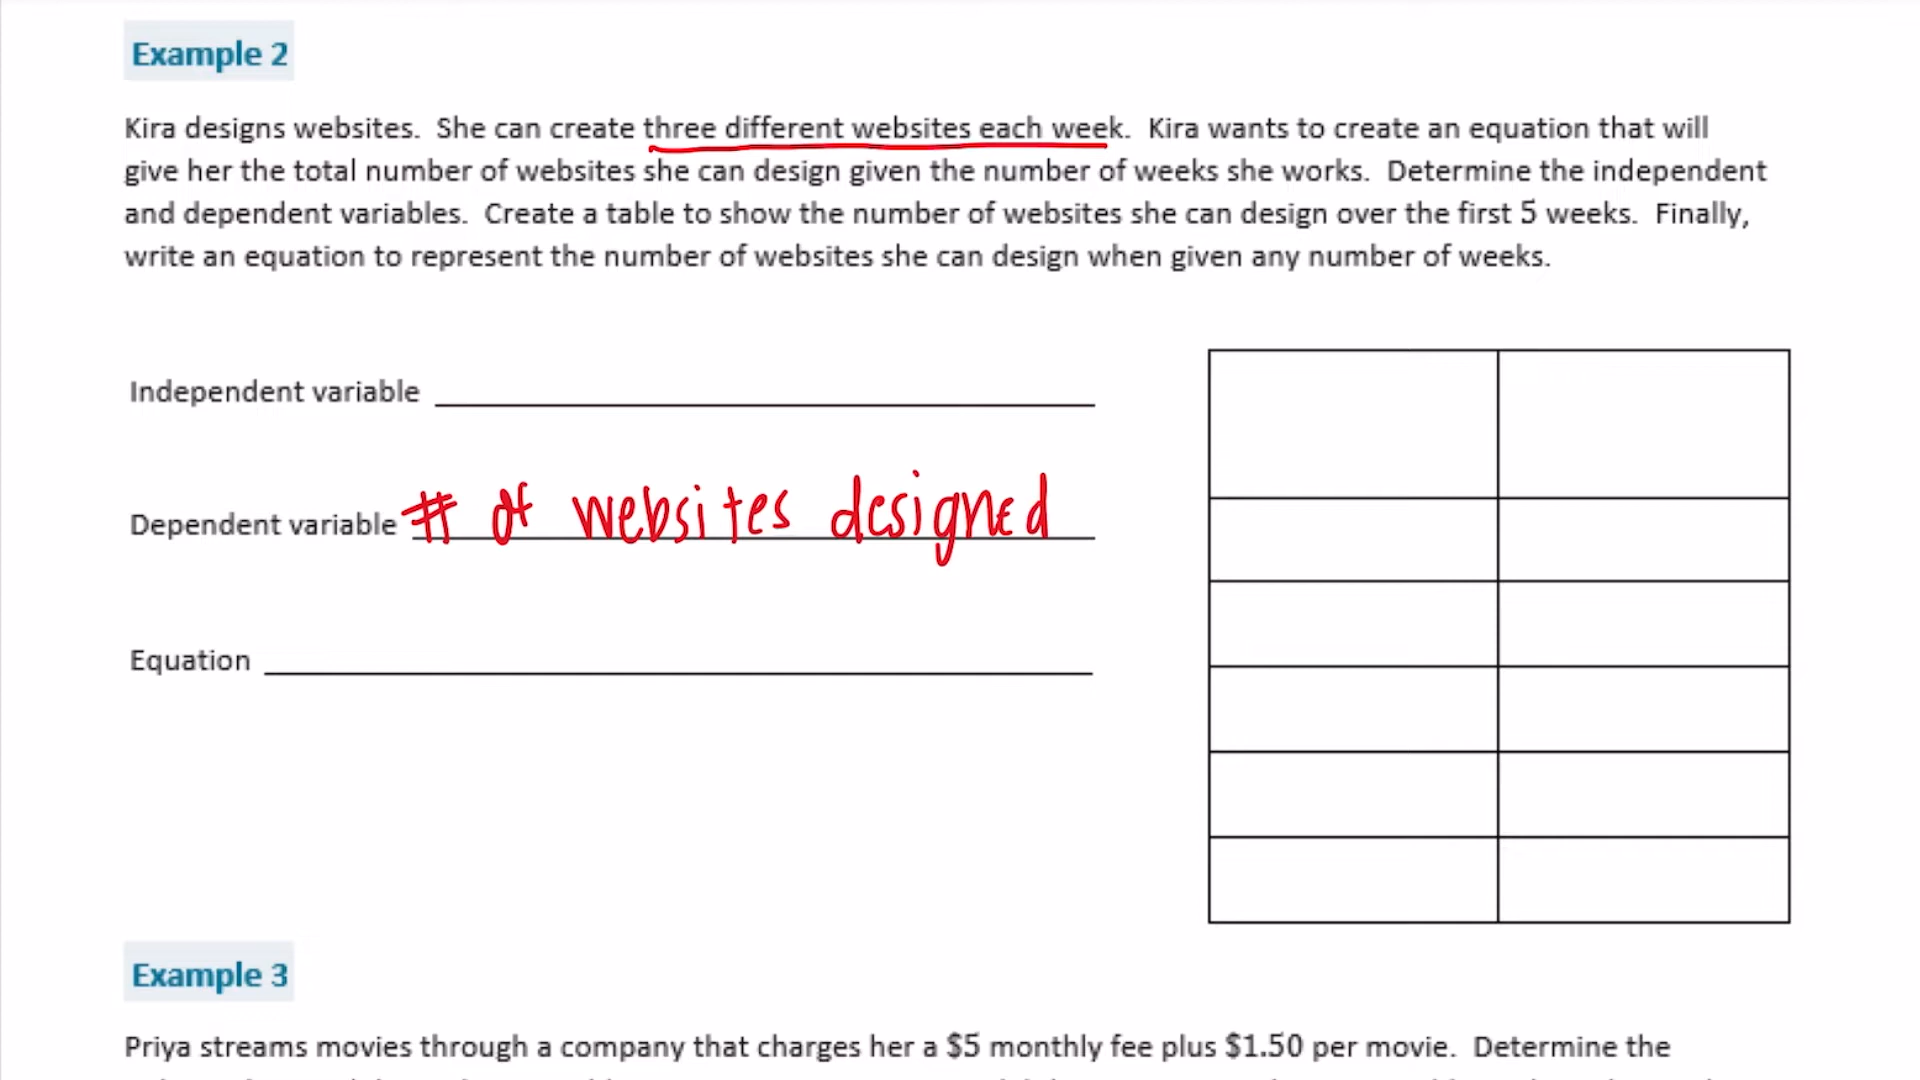 Example 2
Kira designs websites. She can create three different websites each week. Kira wants to create an equation that will
give her the total number of websites she can design given the number of weeks she works. Determine the independent
and dependent variables. Create a table to show the number of websites she can design over the first 5 weeks. Finally,
write an equation to represent the number of websites she can design when given any number of weeks.
Independent variable
Dependent variable # of websites designed
Equation
Example 3
Priya streams movies through a company that charges her a $5 monthly fee plus $1.50 per movie. Determine the